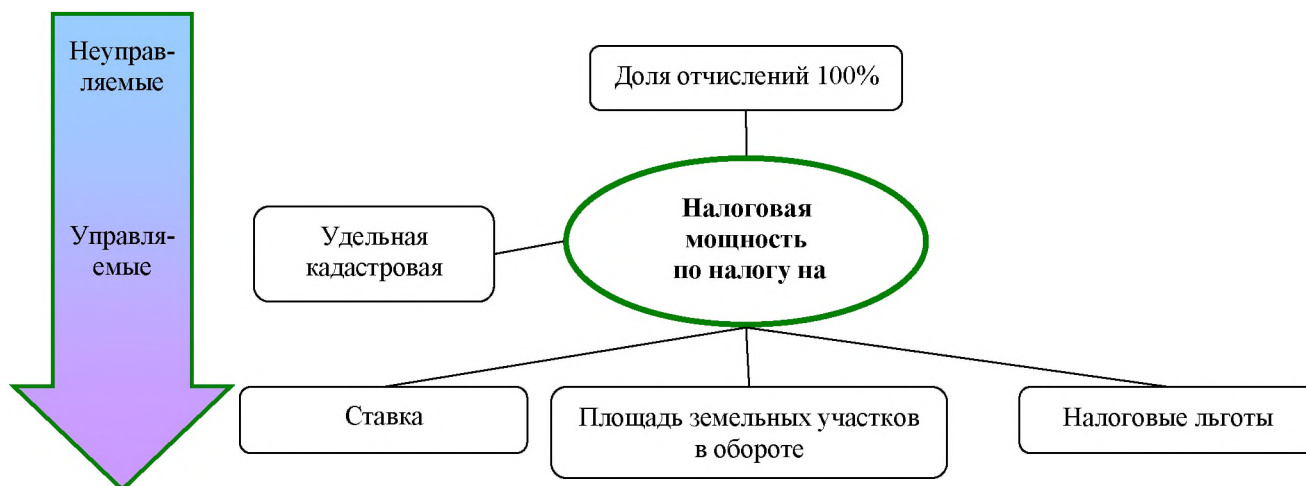 Неуправ-
ляемые
Доля отчислений 100%
Управля-
емые
Удельная
кадастровая
Налоговая
мощность
по налогу на
Ставка
Площадь земельных участков
в обороте
Налоговые льготы